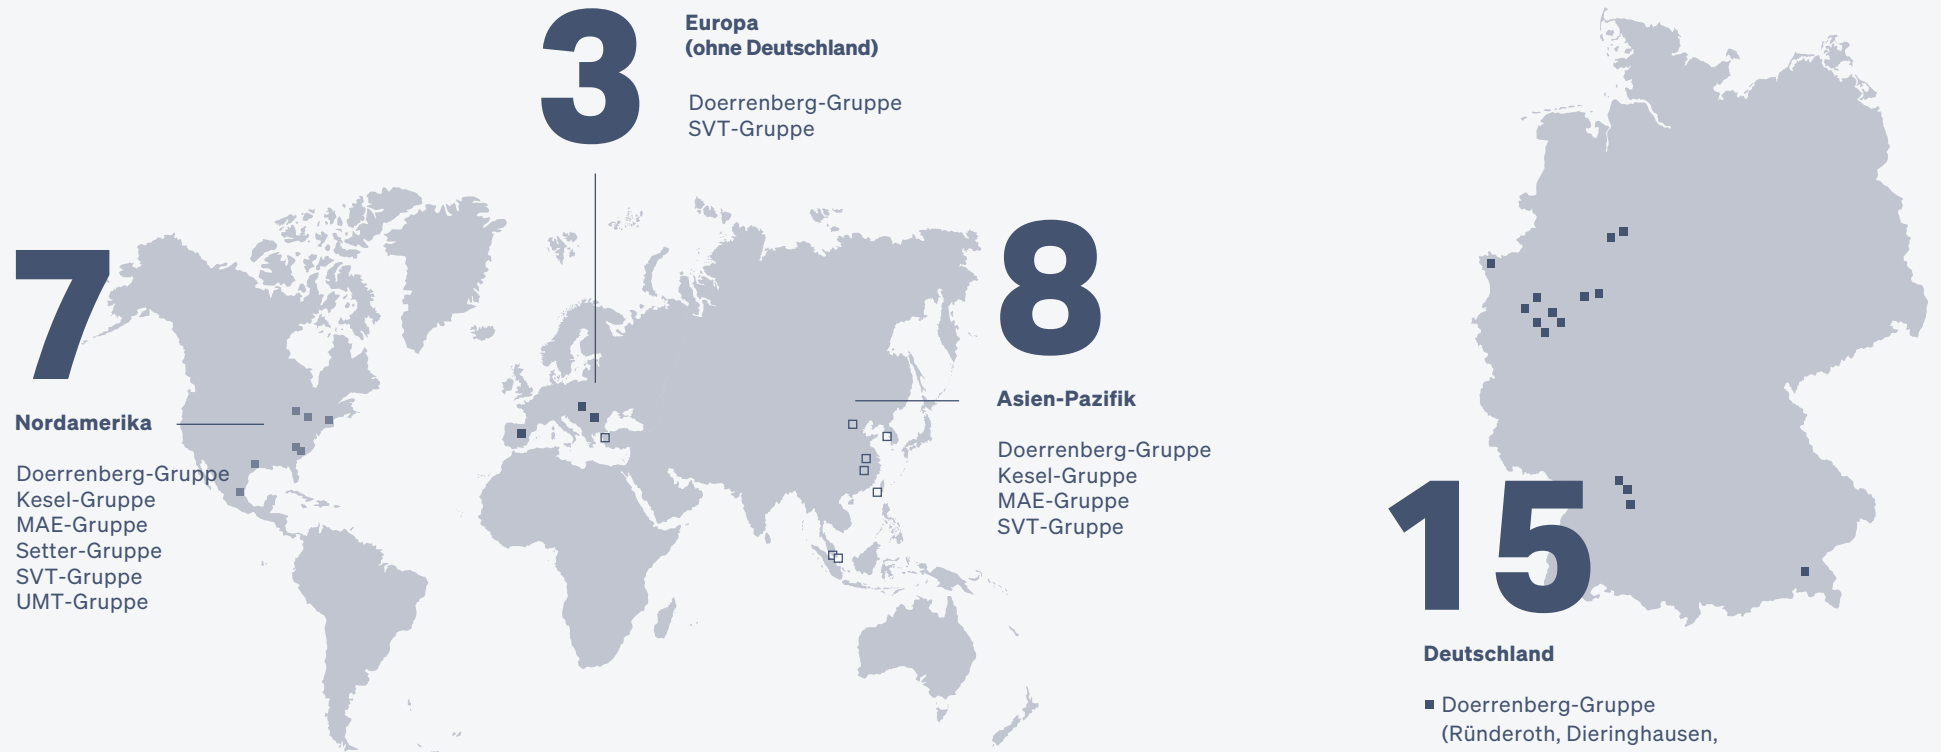 3
Europa
(ohne Deutschland)
Doerrenberg-Gruppe
SVT-Gruppe
7
Nordamerika
Doerrenberg-Gruppe
Kesel-Gruppe
MAE-Gruppe
Setter-Gruppe
SVT-Gruppe
UMT-Gruppe
8
Asien-Pazifik
Doerrenberg-Gruppe
Kesel-Gruppe
MAE-Gruppe
SVT-Gruppe
15
Deutschland
Doerrenberg-Gruppe
(Ründeroth, Dieringhausen,